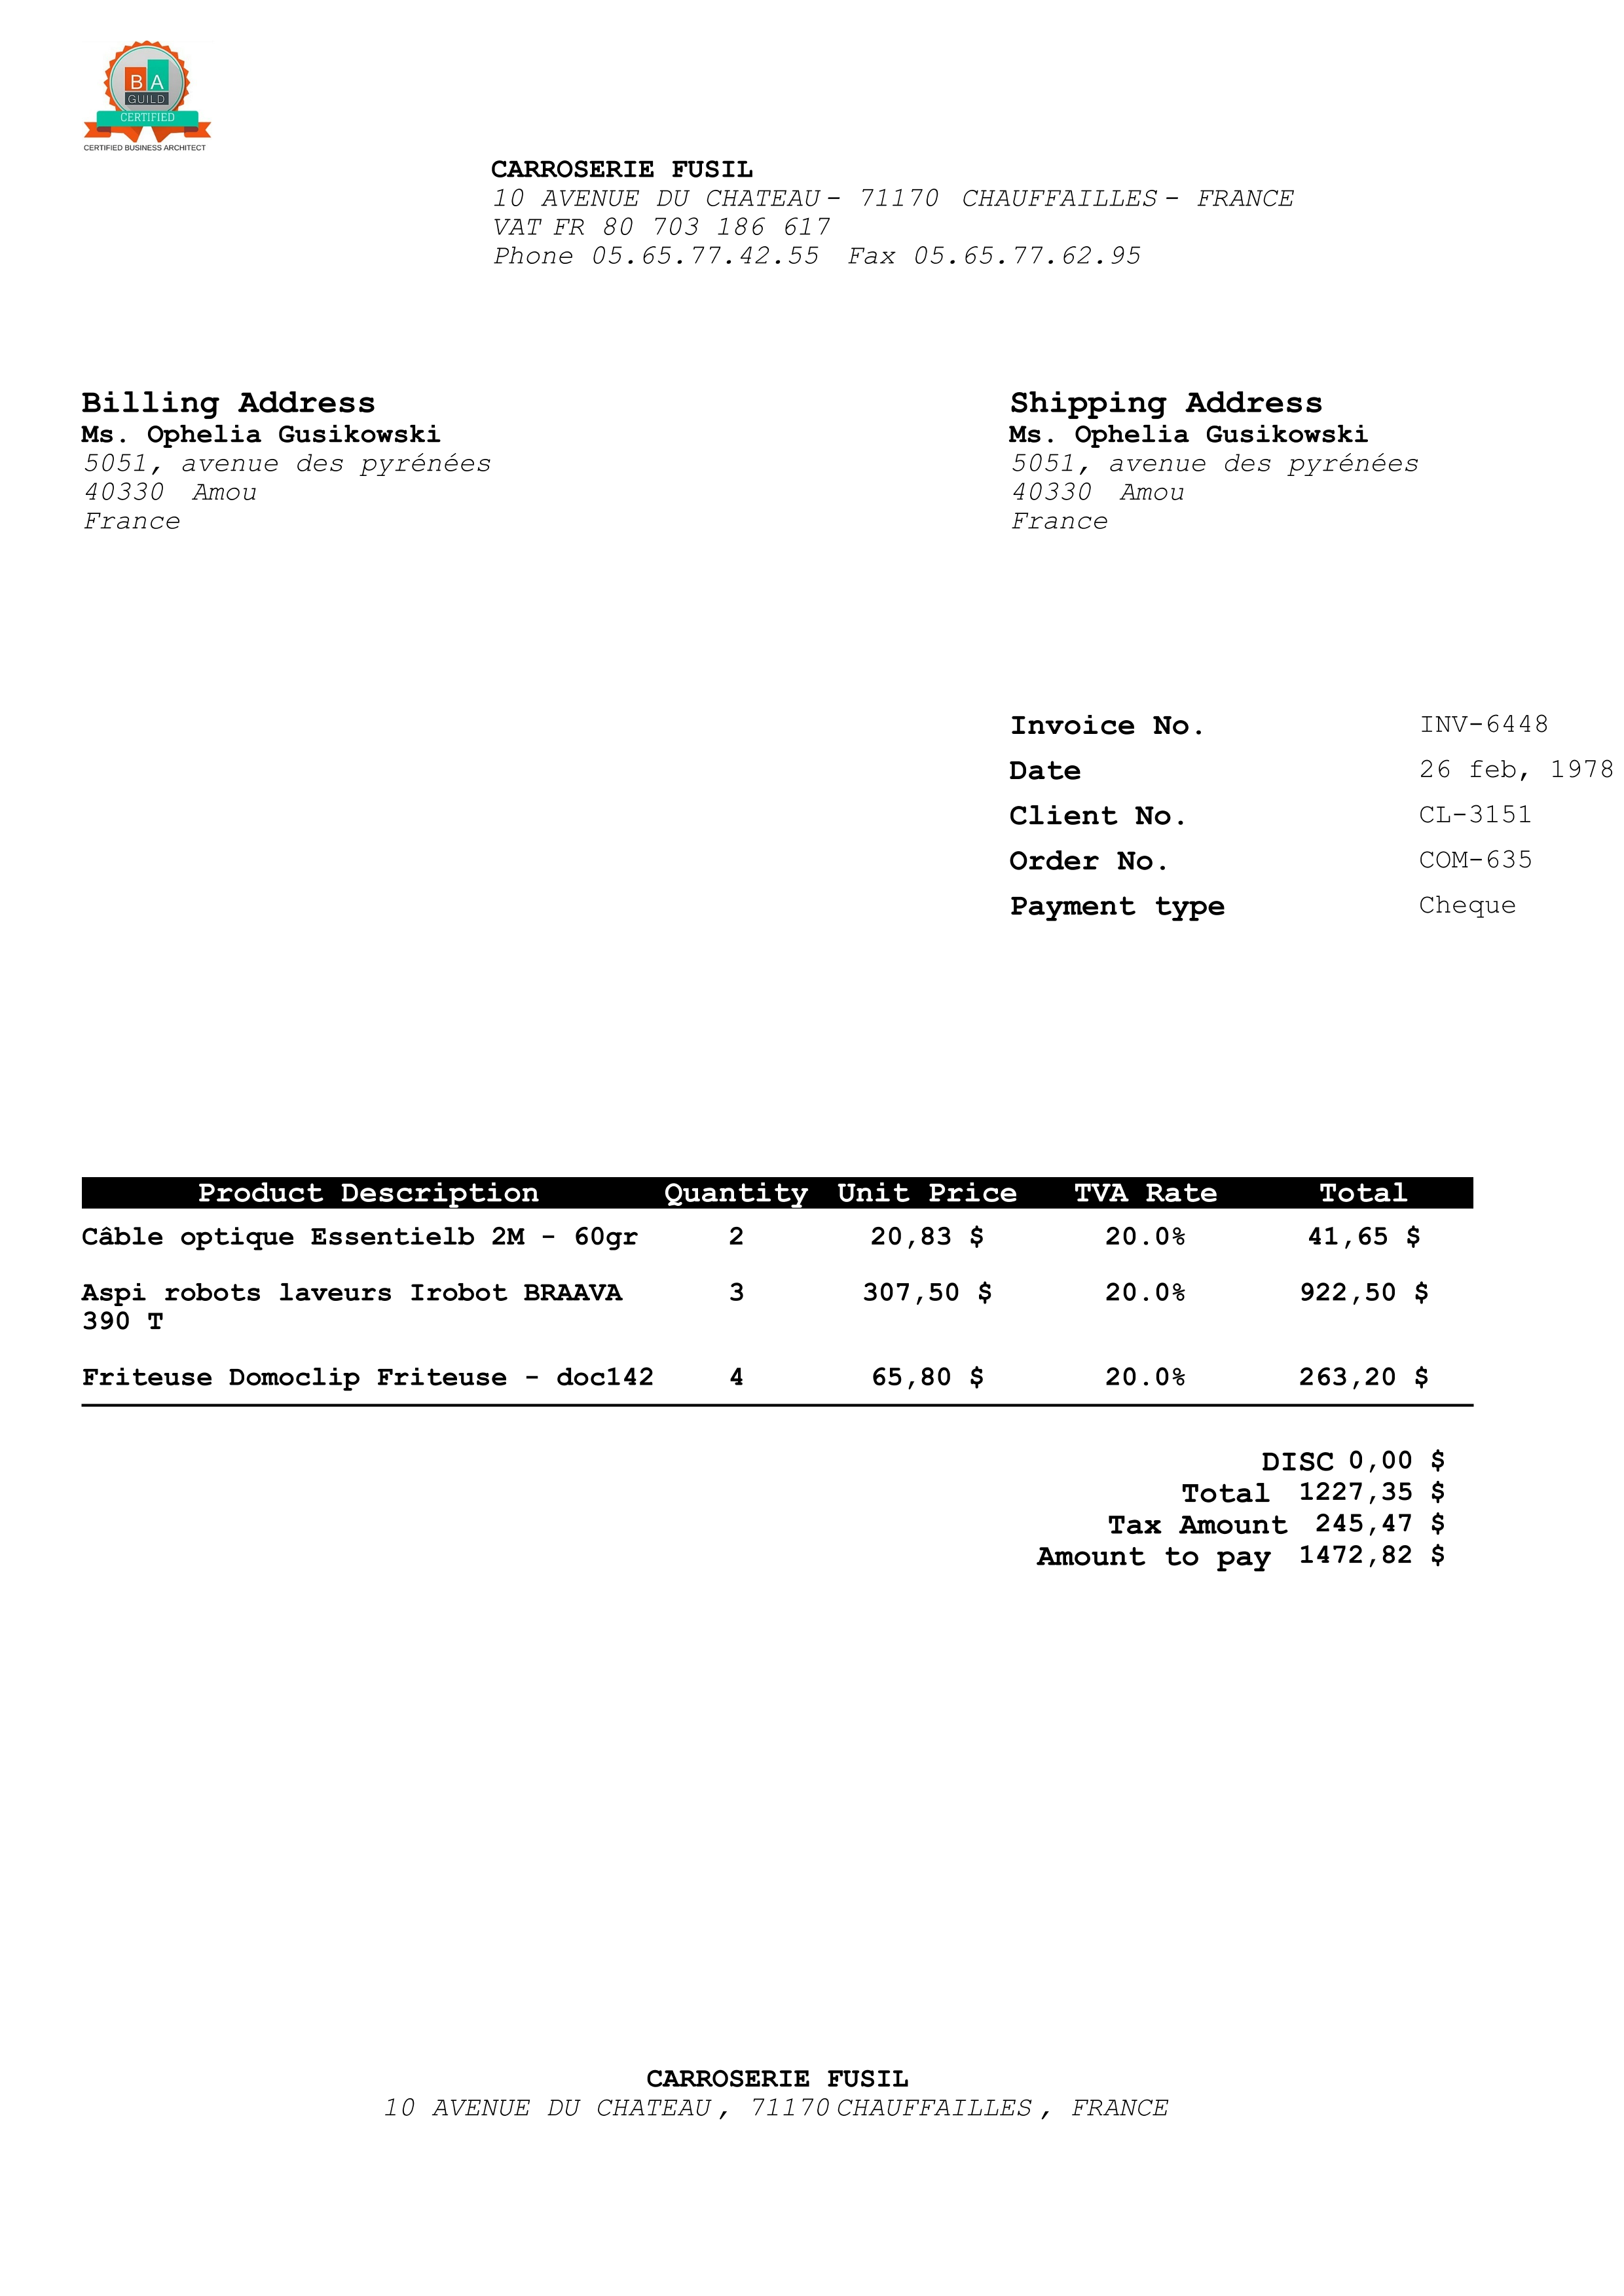 B A
GUILD
CERTIFIED
CERTIFIED BUSINESS ARCHITECT
CARROSERIE FUSIL
10 AVENUE DU CHATEAU - 71170 CHAUFFAILLES - FRANCE
VAT FR 80 703 186 617
Phone 05.65.77.42.55 Fax 05.65.77.62.95
Billing Address
Ms. Ophelia Gusikowski
5051, avenue des pyrénées
40330 Amou
France
Shipping Address
Ms. Ophelia Gusikowski
5051, avenue des pyrénées
40330 Amou
France
Invoice No. INV-6448
Date 26 feb, 1978
Client No. CL-3151
Order No. COM-635
Payment type Cheque
Product Description Quantity Unit Price TVA Rate Total
Câble optique Essentielb 2M - 60gr 2 20,83 $ 20.0% 41,65 $
Aspi robots laveurs Irobot BRAAVA 3 307,50 $ 20.0% 922,50 $
390 T
Friteuse Domoclip Friteuse - doc142 4 65,80 $ 20.0% 263,20 $
DISC 0,00 $
Total 1227,35 $
Tax Amount 245,47 $
Amount to pay 1472,82 $
CARROSERIE FUSIL
10 AVENUE DU CHATEAU , 71170 CHAUFFAILLES , FRANCE